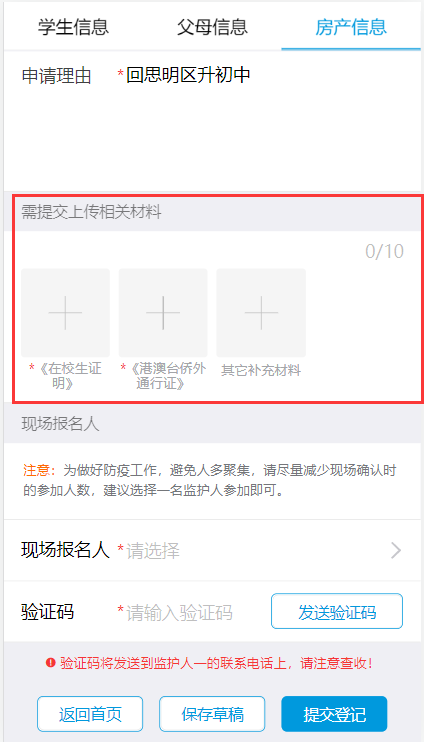 学生信息 父母信息 房产信息
申请理由 *回思明区升初中
需提交上传相关材料
0/10
*《在校生证明》 *《港澳台侨外通行证》 其它补充材料
现场报名人
注意：为做好防疫工作，避免人多聚集，请尽量减少现场确认时
的参加人数，建议选择一名监护人参加即可。
现场报名人 *请选择
验证码 *请输入验证码 发送验证码
验证码将发送到监护人一的联系电话上，请注意查收！
返回首页 保存草稿 提交登记